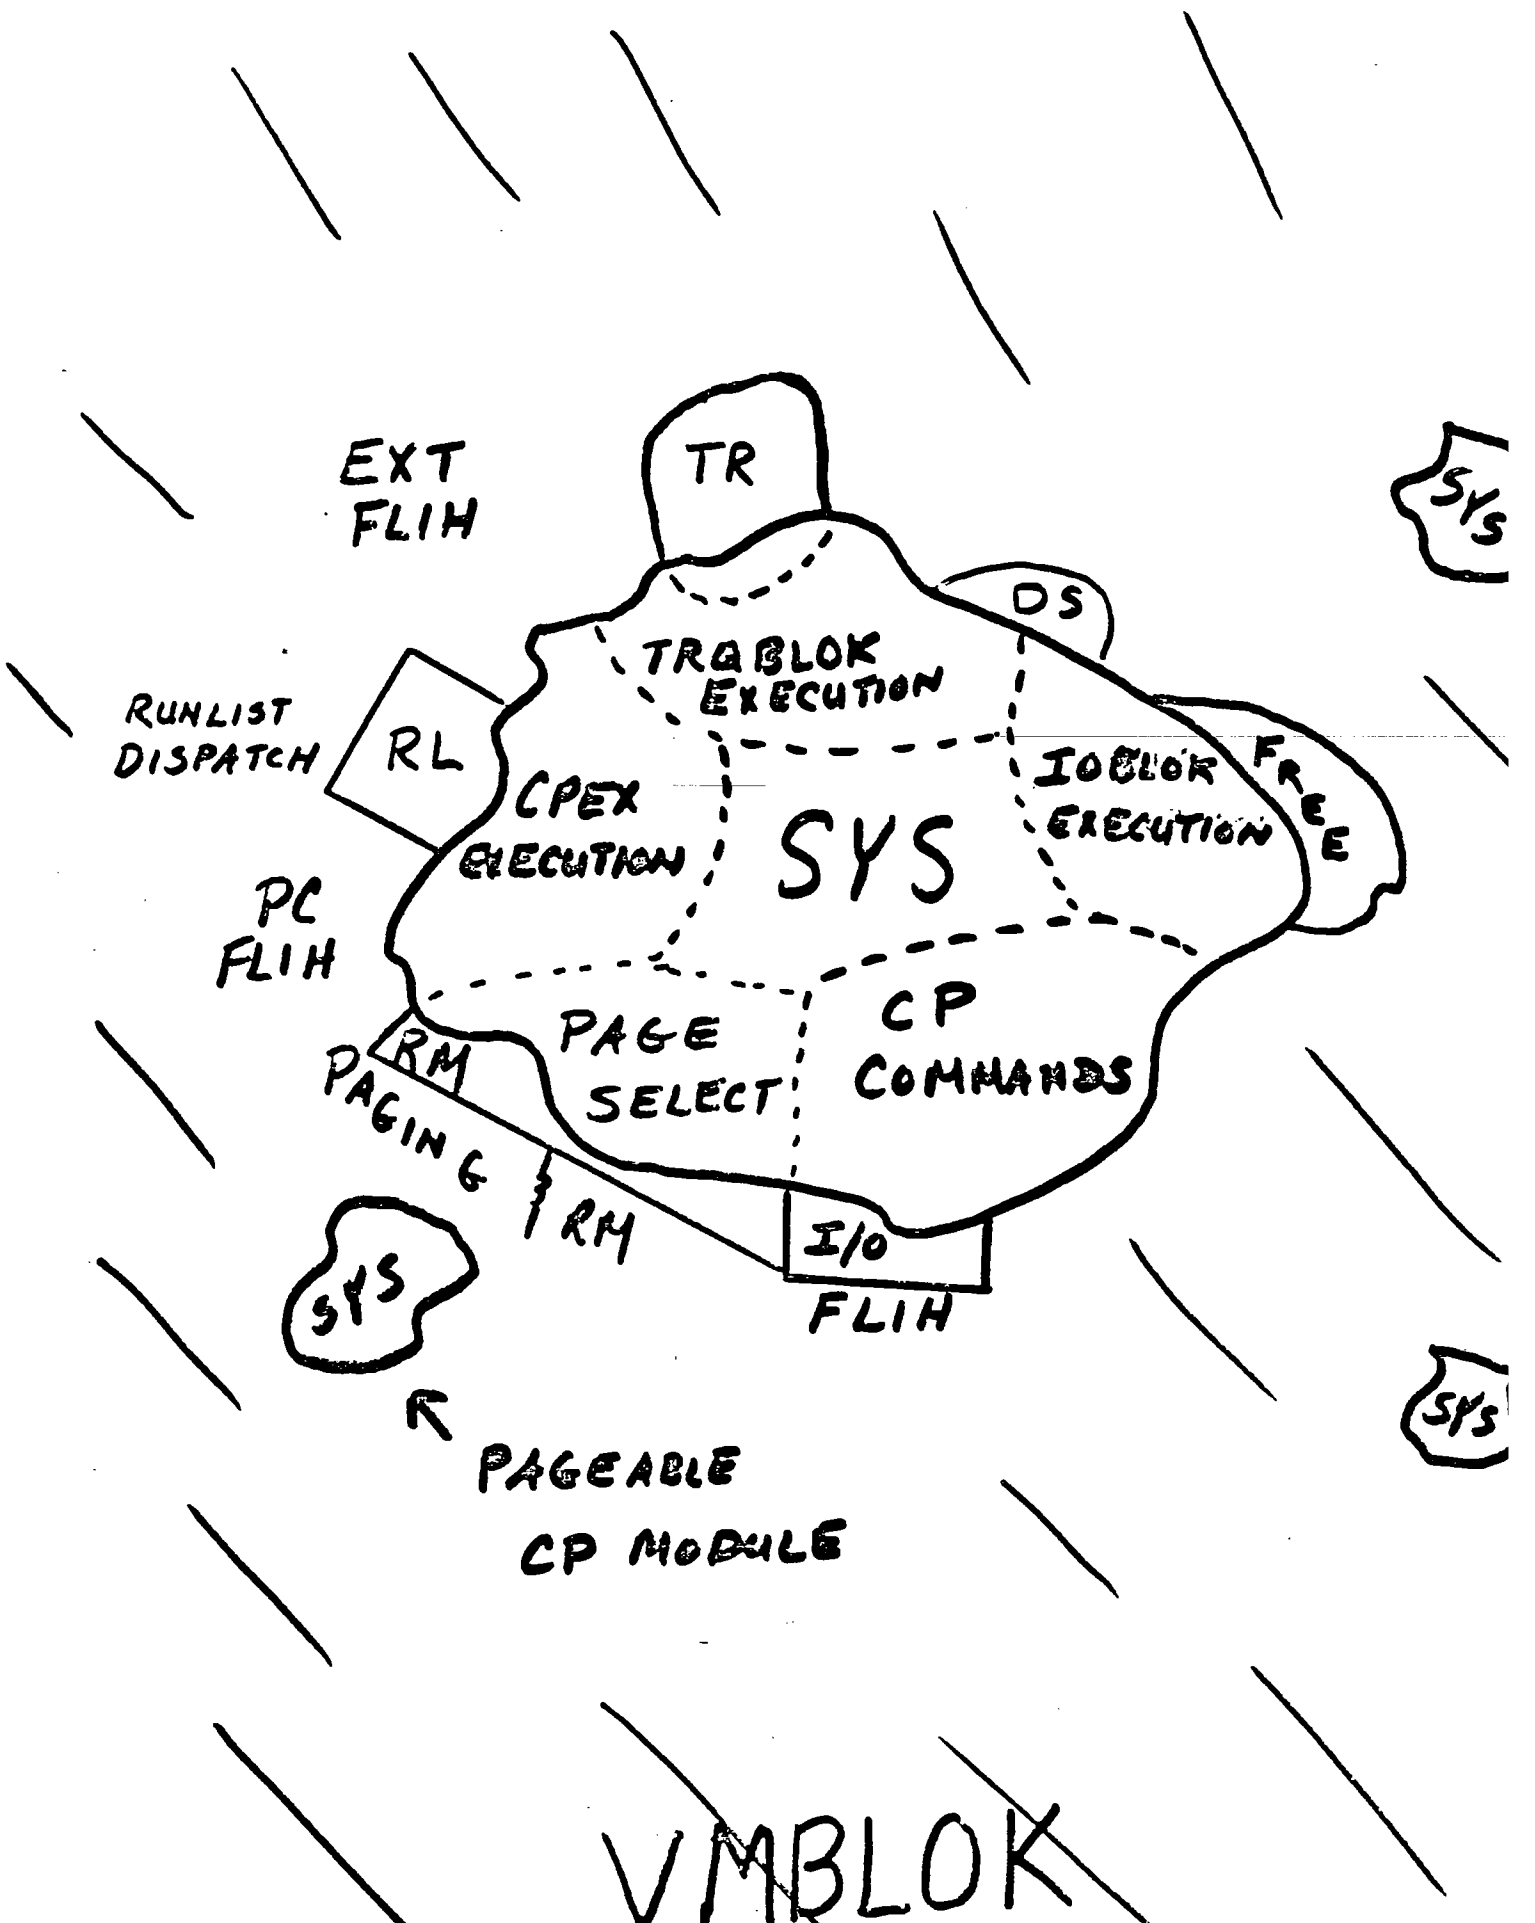 TR
EXT
FLIH
SYS
DS
TRQBLOK
EXECUTION
RUNLIST
DISPATCH
RL
FREE
IOBLOK
EXECUTION
CPEX
EXECUTION
SYS
PC
FLIH
CP
COMMANDS
PAGE
SELECT
RM
PAGING
RM
I/O
FLIH
SYS
SYS
PAGEABLE
CP MODULE
VMBLOK